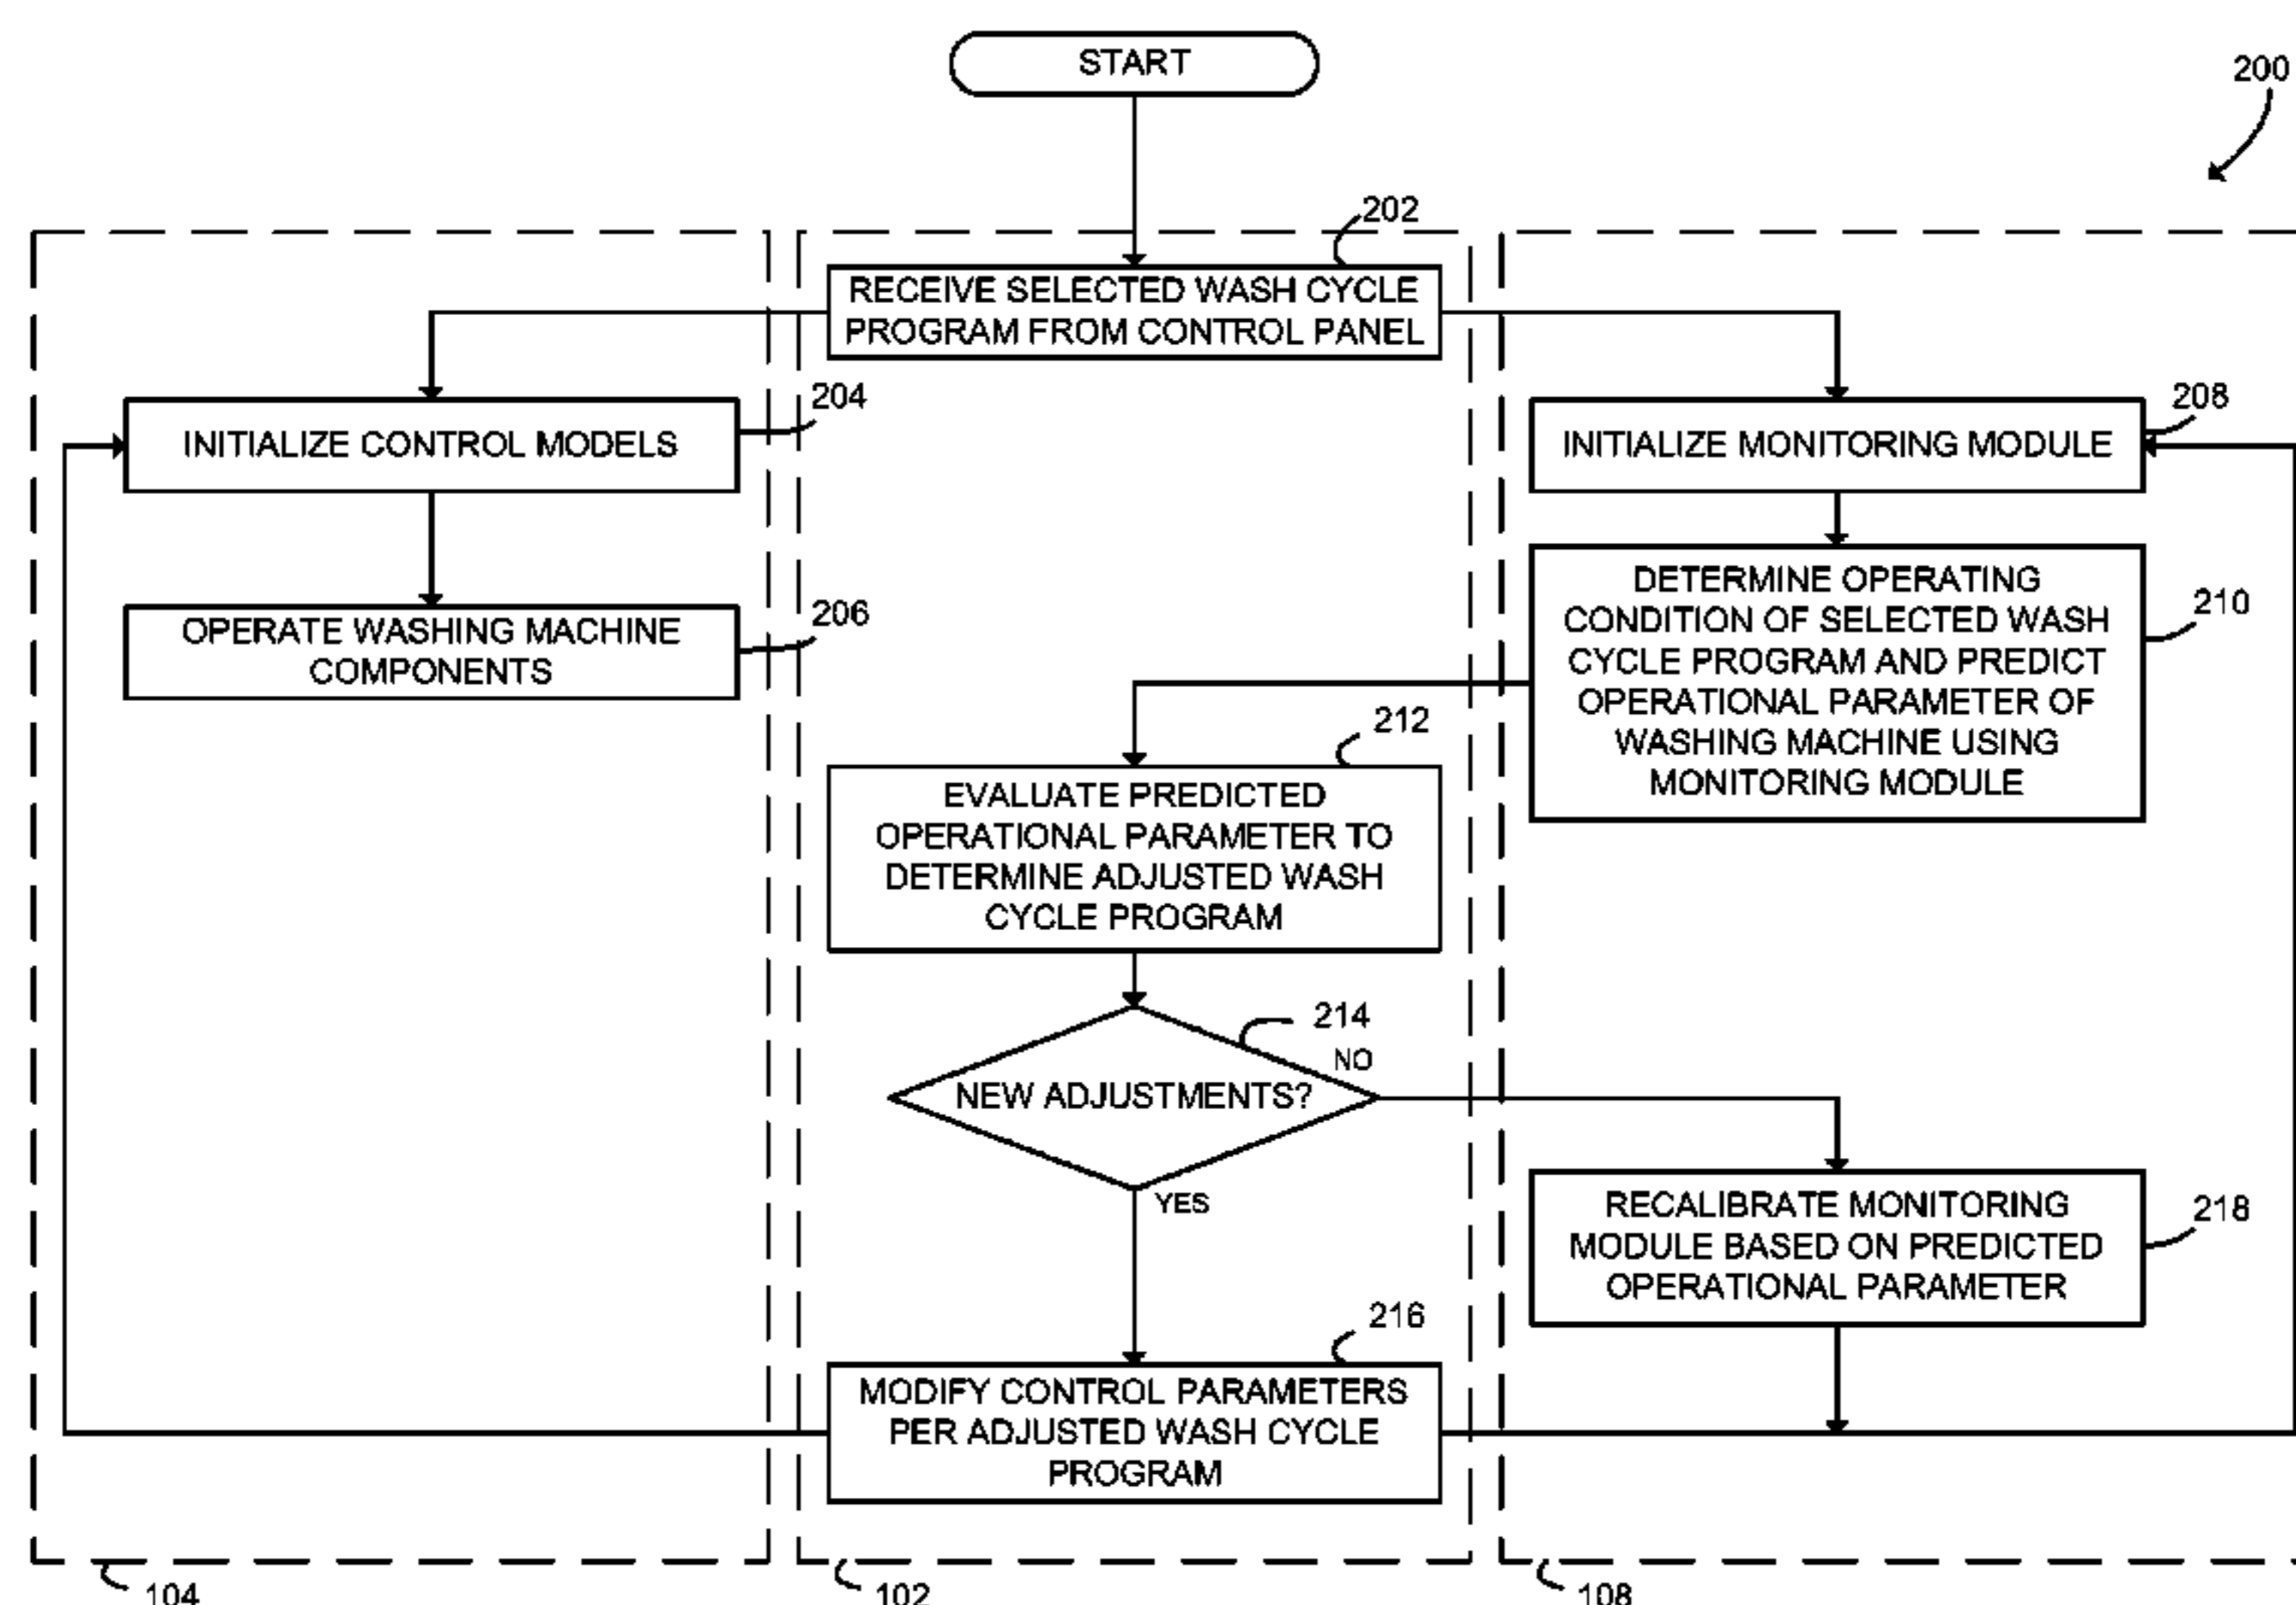 START
200
202
RECEIVE SELECTED WASH CYCLE
PROGRAM FROM CONTROL PANEL
204
INITIALIZE CONTROL MODELS
208
INITIALIZE MONITORING MODULE
206
OPERATE WASHING MACHINE
COMPONENTS
210
DETERMINE OPERATING
CONDITION OF SELECTED WASH
CYCLE PROGRAM AND PREDICT
OPERATIONAL PARAMETER OF
WASHING MACHINE USING
MONITORING MODULE
212
EVALUATE PREDICTED
OPERATIONAL PARAMETER TO
DETERMINE ADJUSTED WASH
CYCLE PROGRAM
214
NO
NEW ADJUSTMENTS?
YES
218
RECALIBRATE MONITORING
MODULE BASED ON PREDICTED
OPERATIONAL PARAMETER
216
MODIFY CONTROL PARAMETERS
PER ADJUSTED WASH CYCLE
PROGRAM
104
102
108